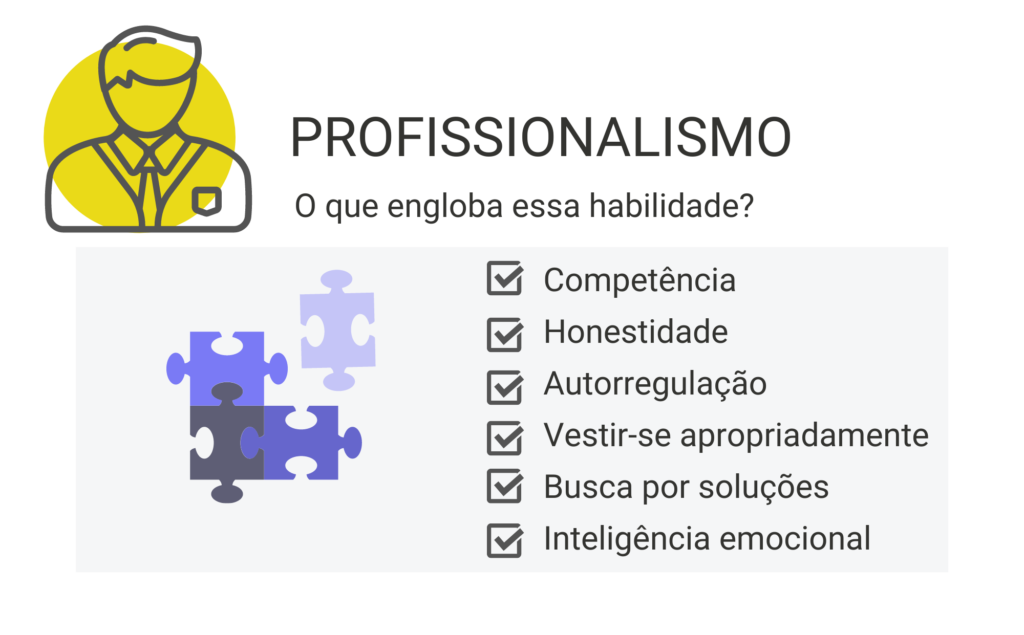 PROFISSIONALISMO
O que engloba essa habilidade?
Competência
Honestidade
Autorregulação
Vestir-se apropriadamente
Busca por soluções
Inteligência emocional